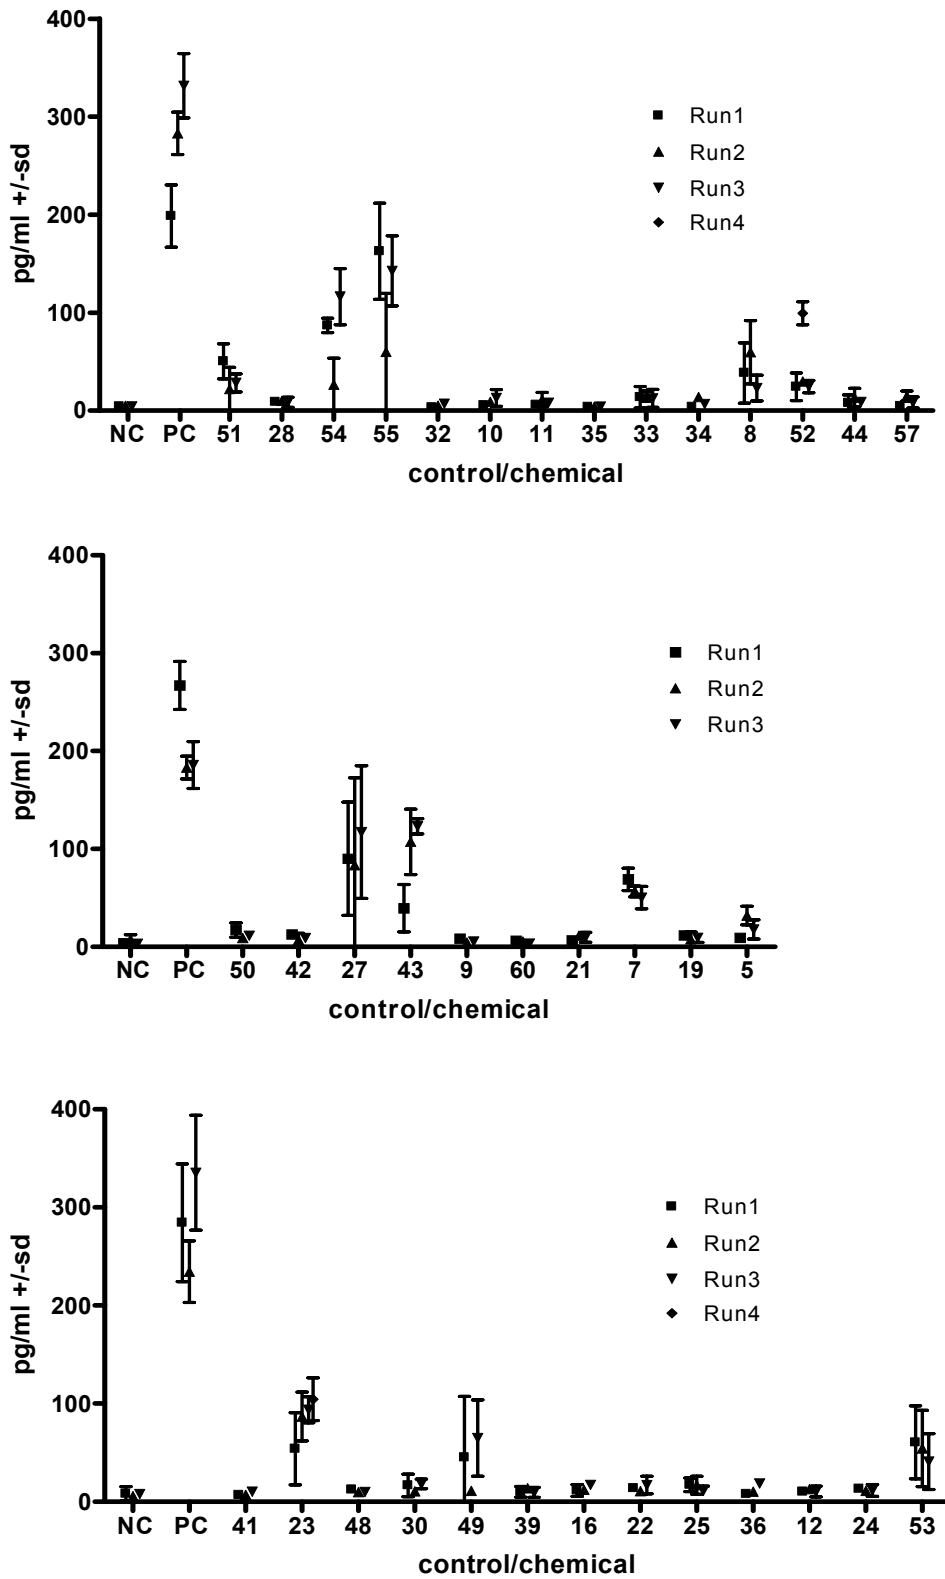 400
300
200
100
0
pg/ml +/-sd
Run1
Run2
Run3
Run4
NC PC 51 28 54 55 32 10 11 35 33 34 8 52 44 57
control/chemical
400
300
200
100
0
pg/ml +/-sd
Run1
Run2
Run3
NC PC 50 42 27 43 9 60 21 7 19 5
control/chemical
400
300
200
100
0
pg/ml +/-sd
Run1
Run2
Run3
Run4
NC PC 41 23 48 30 49 39 16 22 25 36 12 24 53
control/chemical